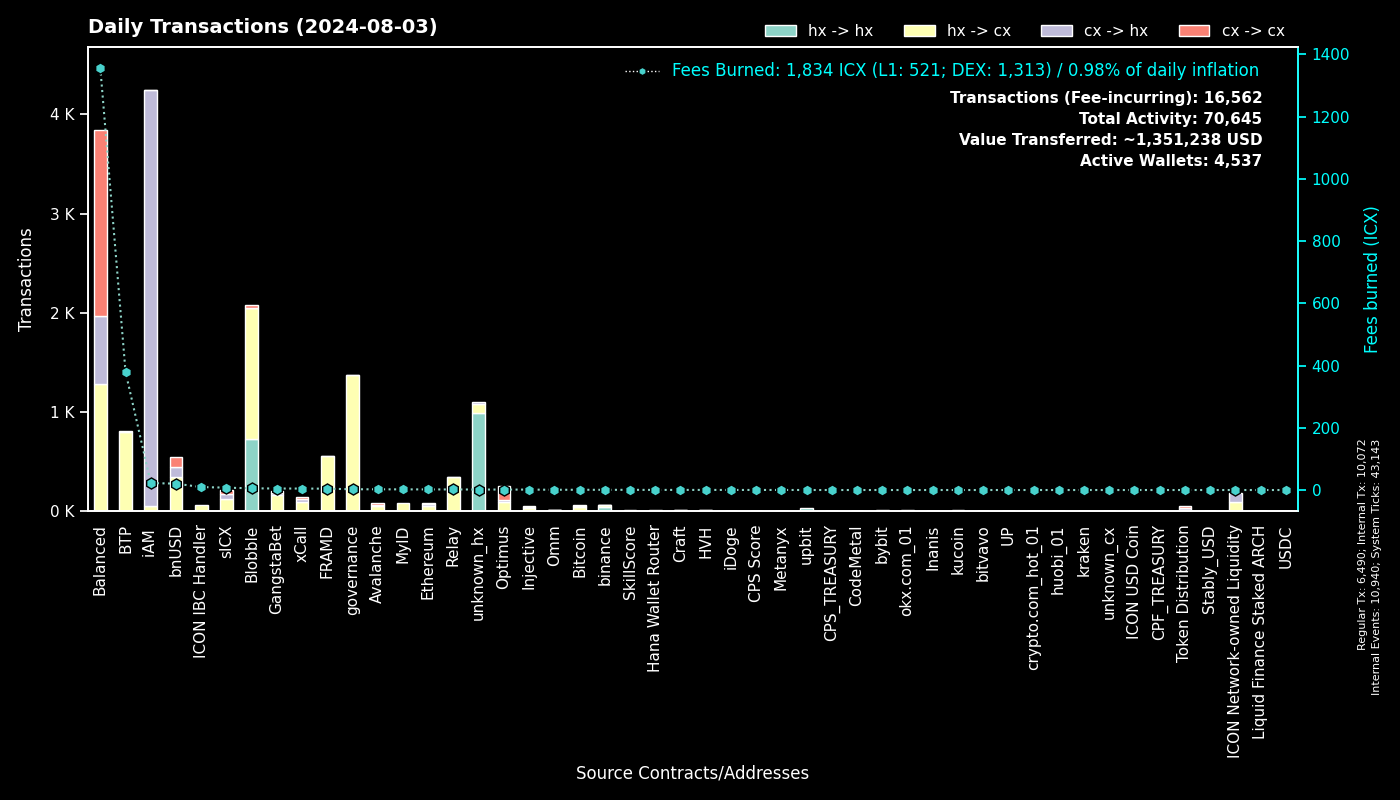 Daily Transactions (2024-08-03)
hx -> hx
hx -> cx
cx -> hx
cx -> cx
Fees Burned: 1,834 ICX (L1: 521; DEX: 1,313) / 0.98% of daily inflation
Transactions (Fee-incurring): 16,562
Total Activity: 70,645
Value Transferred: ~1,351,238 USD
Active Wallets: 4,537
Transactions
4 K
3 K
2 K
1 K
0 K
1400
1200
1000
800
600
400
200
0
Fees burned (ICX)
Regular Tx: 6,490; Internal Tx: 10,072
Internal Events: 10,940; System Ticks: 43,143
Balanced
BTP
iAM
bnUSD
ICON IBC Handler
sICX
Blobble
GangstaBet
xCall
FRAMD
governance
Avalanche
MyID
Ethereum
Relay
unknown_hx
Optimus
Injective
Omm
Bitcoin
binance
SkillScore
Hana Wallet Router
Craft
HVH
iDoge
CPS Score
Metanyx
upbit
CPS_TREASURY
CodeMetal
bybit
okx.com_01
Inanis
kucoin
bitvavo
UP
crypto.com_hot_01
huobi_01
kraken
unknown_cx
ICON USD Coin
CPF_TREASURY
Token Distribution
Stably_USD
ICON Network-owned Liquidity
Liquid Finance Staked ARCH
USDC
Source Contracts/Addresses